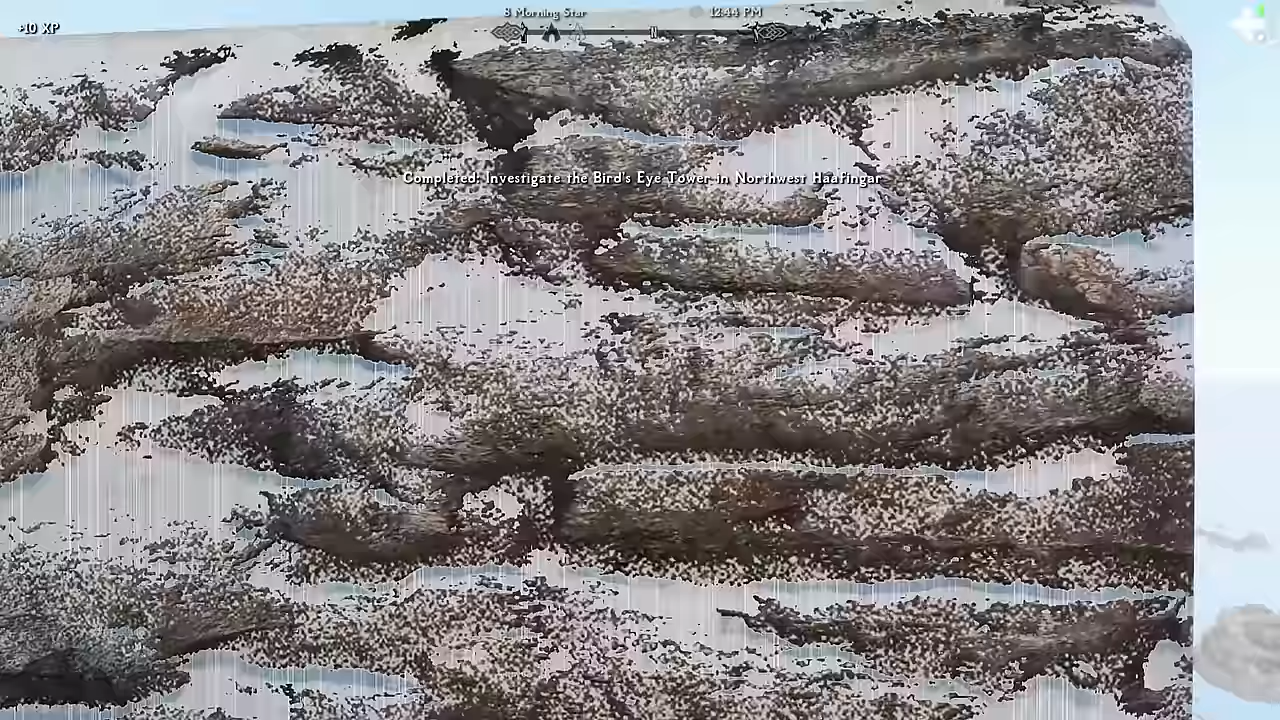 8 Morning Star
12:44 PM
+10 XP
N
Completed: Investigate the Bird's Eye Tower in Northwest Haafingar